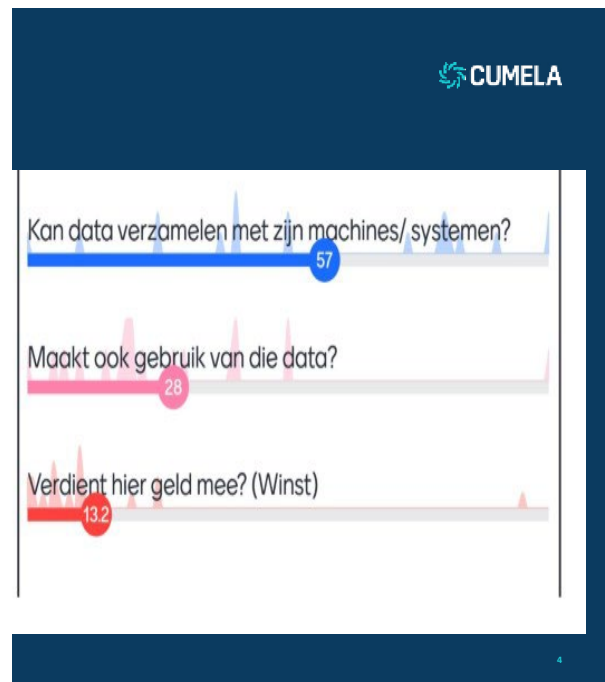 CUMELA
Kan data verzamelen met zijn machines/ systemen?
57
Maakt ook gebruik van die data?
28
Verdient hier geld mee? (Winst)
13.2
4